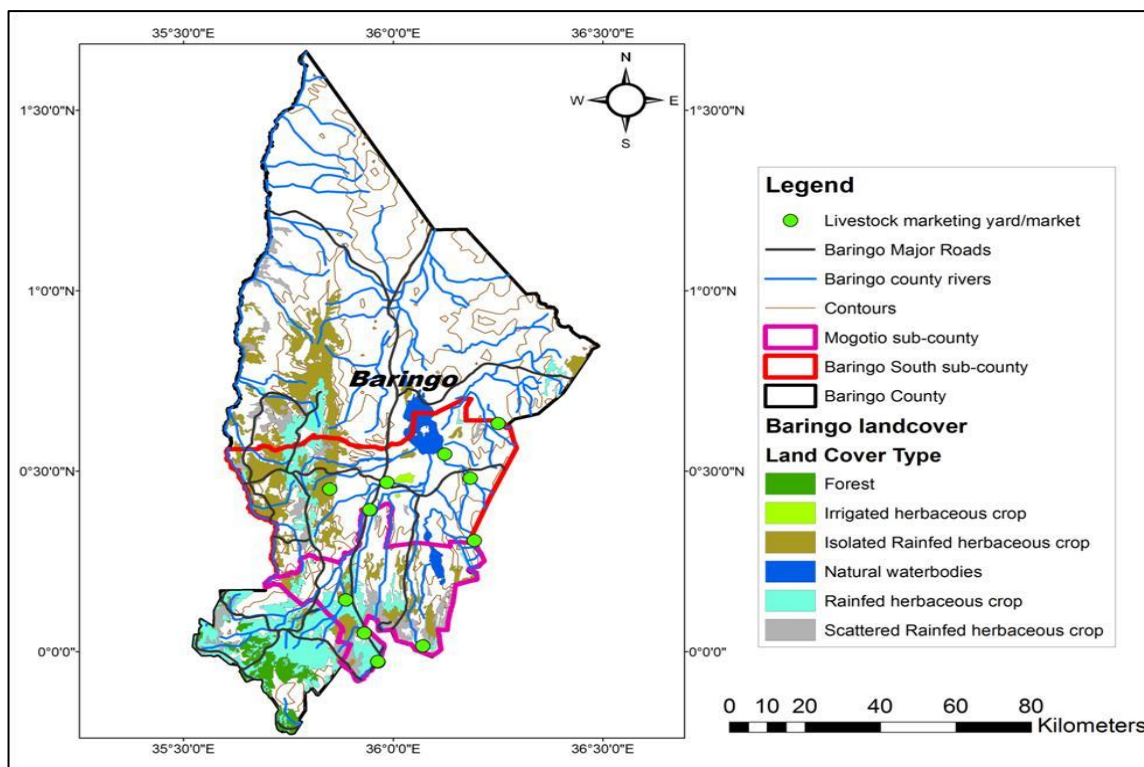 35°30'0"E 36°0'0"E 36°30'0"E
N
W E
S
1°30'0"N 1°30'0"N
1°0'0"N 1°0'0"N
Baringo
0°30'0"N 0°30'0"N
0°0'0" 0°0'0"
35°30'0"E 36°0'0"E 36°30'0"E
Legend
Livestock marketing yard/market
Baringo Major Roads
Baringo county rivers
Contours
Mogotio sub-county
Baringo South sub-county
Baringo County
Baringo landcover
Land Cover Type
Forest
Irrigated herbaceous crop
Isolated Rainfed herbaceous crop
Natural waterbodies
Rainfed herbaceous crop
Scattered Rainfed herbaceous crop
0 10 20 40 60 80
Kilometers